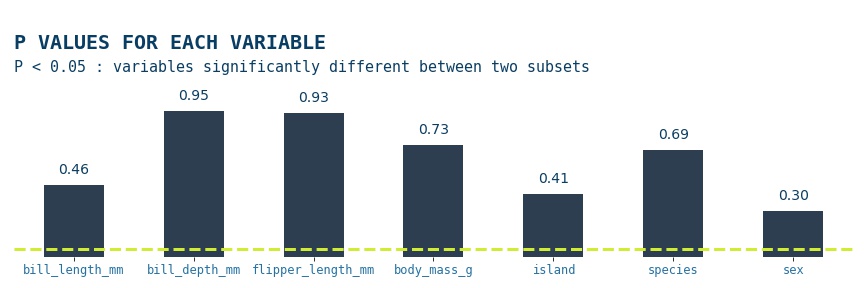 P VALUES FOR EACH VARIABLE
P < 0.05 : variables significantly different between two subsets
0.46
0.95
0.93
0.73
0.41
0.69
0.30
bill_length_mm
bill_depth_mm
flipper_length_mm
body_mass_g
island
species
sex